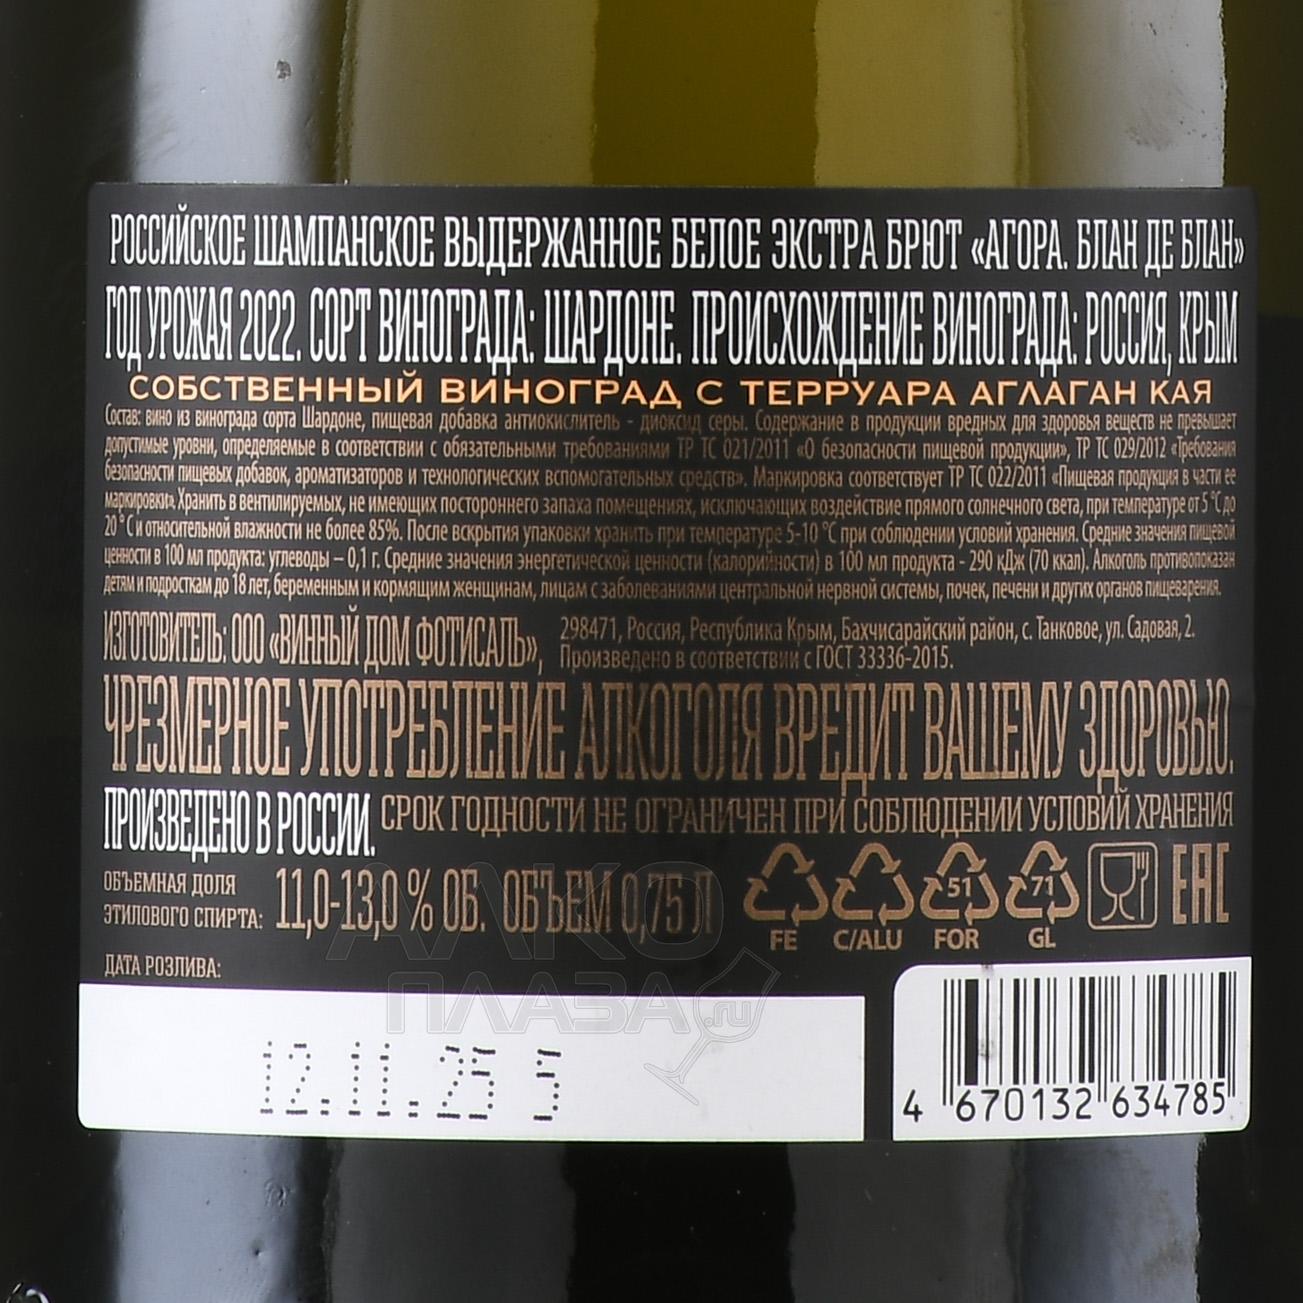 РОССИЙСКОЕ ШАМПАНСКОЕ ВЫДЕРЖАННОЕ БЕЛОЕ ЭКСТРА БРЮТ «АГОРА. БЛАН ДЕ БЛАН»
ГОД УРОЖАЯ 2022. СОРТ ВИНОГРАДА: ШАРДОНЕ. ПРОИСХОЖДЕНИЕ ВИНОГРАДА: РОССИЯ, КРЫМ
СОБСТВЕННЫЙ ВИНОГРАД С ТЕРРУАРА АГЛАГАН КАЯ
Состав: вино из винограда сорта Шардоне, пищевая добавка антиокислитель - диоксид серы. Содержание в продукции вредных для здоровья веществ не превышает
допустимые уровни, определяемые в соответствии с обязательными требованиями ТР ТС 021/2011 «О безопасности пищевой продукции», ТР ТС 029/2012 «Требования
безопасности пищевых добавок, ароматизаторов и технологических вспомогательных средств». Маркировка соответствует ТР ТС 022/2011 «Пищевая продукция в части ее
маркировки». Хранить в вентилируемых, не имеющих постороннего запаха помещениях, исключающих воздействие прямого солнечного света, при температуре от 5 °С до
20 °С и относительной влажности не более 85%. После вскрытия упаковки хранить при температуре 5-10 °С при соблюдении условий хранения. Средние значения пищевой
ценности в 100 мл продукта: углеводы – 0,1 г. Средние значения энергетической ценности (калорийности) в 100 мл продукта - 290 кДж (70 ккал). Алкоголь противопоказан
детям и подросткам до 18 лет, беременным и кормящим женщинам, лицам с заболеваниями центральной нервной системы, почек, печени и других органов пищеварения.
ИЗГОТОВИТЕЛЬ: ООО «ВИННЫЙ ДОМ ФОТИСАЛЬ», 298471, Россия, Республика Крым, Бахчисарайский район, с. Танковое, ул. Садовая, 2.
Произведено в соответствии с ГОСТ 33336-2015.
ЧРЕЗМЕРНОЕ УПОТРЕБЛЕНИЕ АЛКОГОЛЯ ВРЕДИТ ВАШЕМУ ЗДОРОВЬЮ.
ПРОИЗВЕДЕНО В РОССИИ. СРОК ГОДНОСТИ НЕ ОГРАНИЧЕН ПРИ СОБЛЮДЕНИИ УСЛОВИЙ ХРАНЕНИЯ
ОБЪЕМНАЯ ДОЛЯ
ЭТИЛОВОГО СПИРТА: 11,0-13,0 % ОБ. ОБЪЕМ 0,75 Л
51 71 EAC
FE C/ALU FOR GL
ДАТА РОЗЛИВА:
АЛКО
ПЛАЗА.ru
12.11.25 5
4 670132 634785